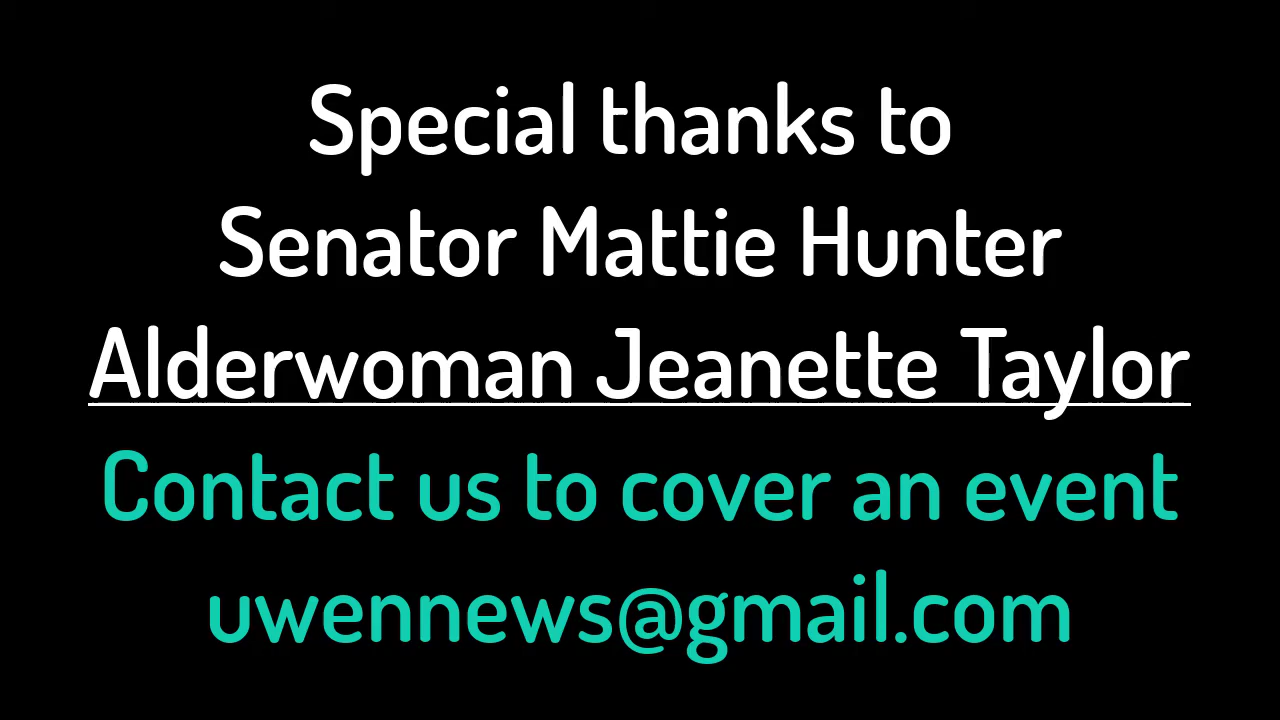 Special thanks to
Senator Mattie Hunter
Alderwoman Jeanette Taylor
Contact us to cover an event
uwennews@gmail.com